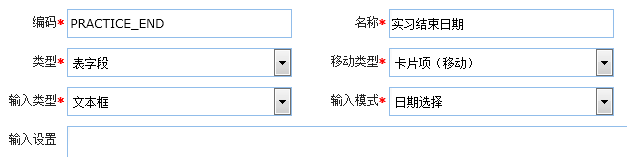 编码* PRACTICE_END 名称* 实习结束日期
类型* 表字段 移动类型* 卡片项（移动）
输入类型* 文本框 输入模式* 日期选择
输入设置